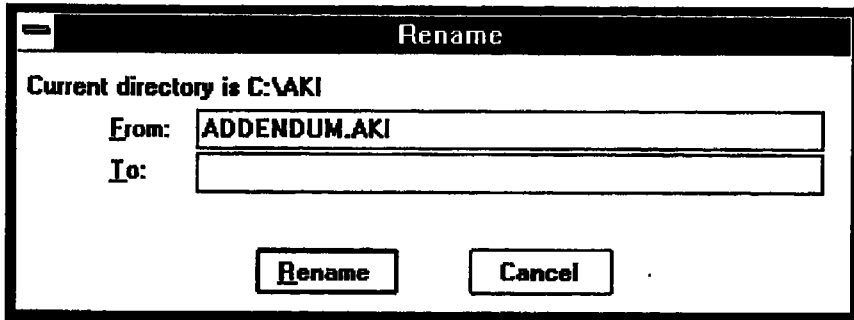 Rename
Current directory is C:\AKI
From: ADDENDUM.AKI
To:
Rename Cancel